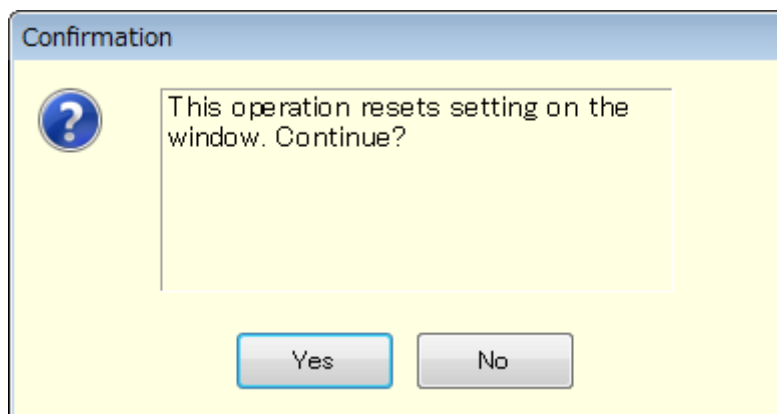 Confirmation
This operation resets setting on the
window. Continue?
Yes
No